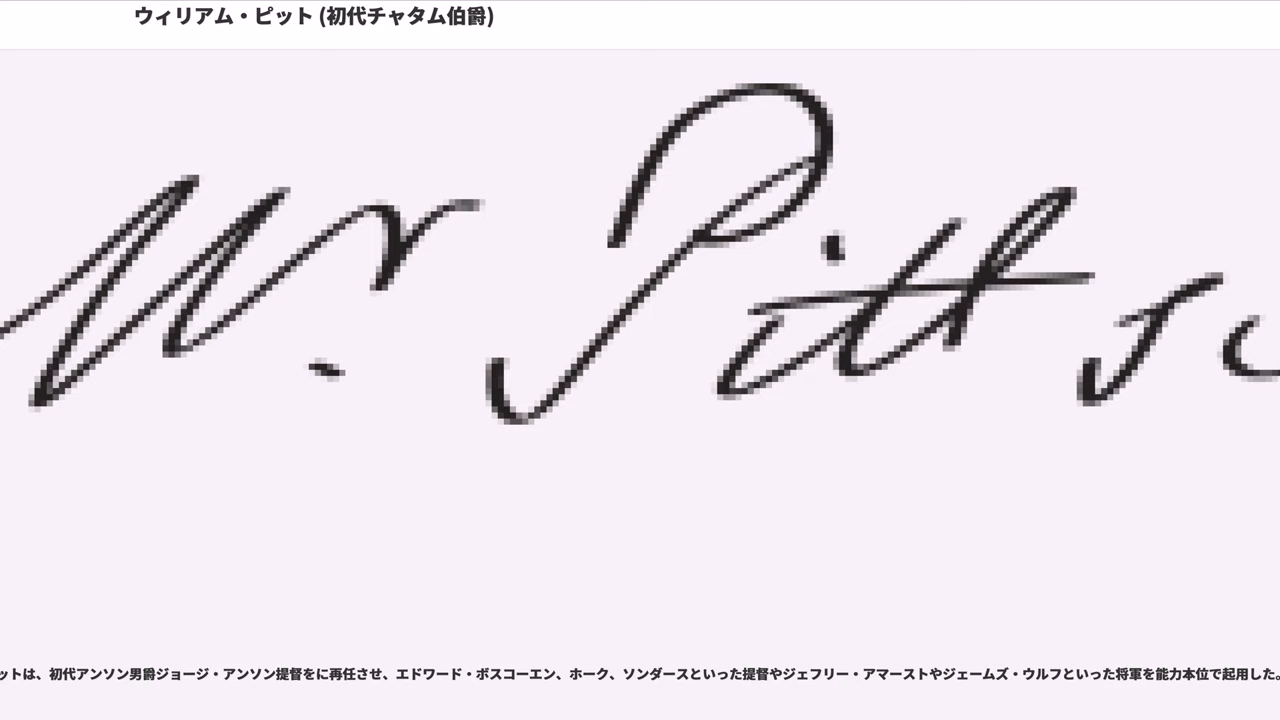 ウィリアム・ピット (初代チャタム伯爵)
Wr. Pitt
ットは、初代アンソン男爵ジョージ・アンソン提督をに再任させ、エドワード・ボスコーエン、ホーク、ソンダースといった提督やジェフリー・アマーストやジェームズ・ウルフといった将軍を能力本位で起用した。